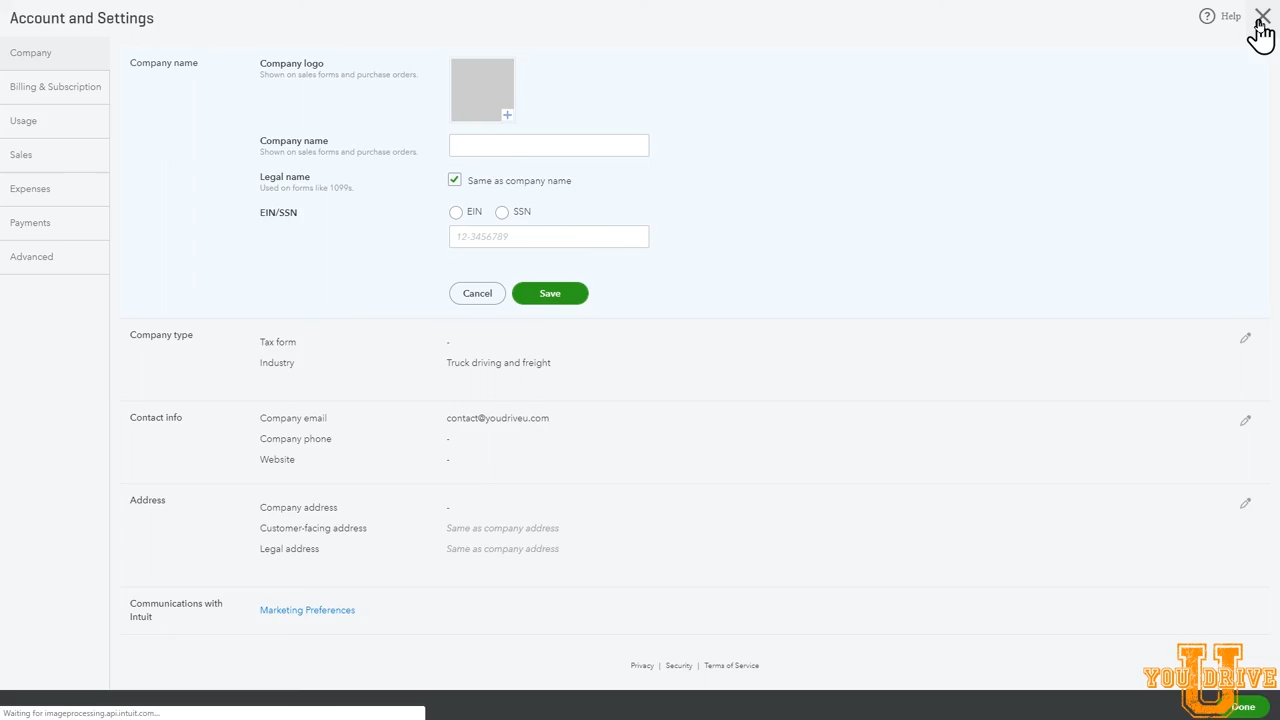 Account and Settings
Help
Company
Billing & Subscription
Usage
Sales
Expenses
Payments
Advanced
Company name
Company logo
Shown on sales forms and purchase orders.
Company name
Shown on sales forms and purchase orders.
Legal name
Used on forms like 1099s.
Same as company name
EIN/SSN
EIN
SSN
12-3456789
Cancel
Save
Company type
Tax form
-
Industry
Truck driving and freight
Contact info
Company email
contact@youdriveu.com
Company phone
-
Website
-
Address
Company address
-
Customer-facing address
Same as company address
Legal address
Same as company address
Communications with
Intuit
Marketing Preferences
Privacy | Security | Terms of Service
YOU DRIVE
U
Done
Waiting for imageprocessing.api.intuit.com...